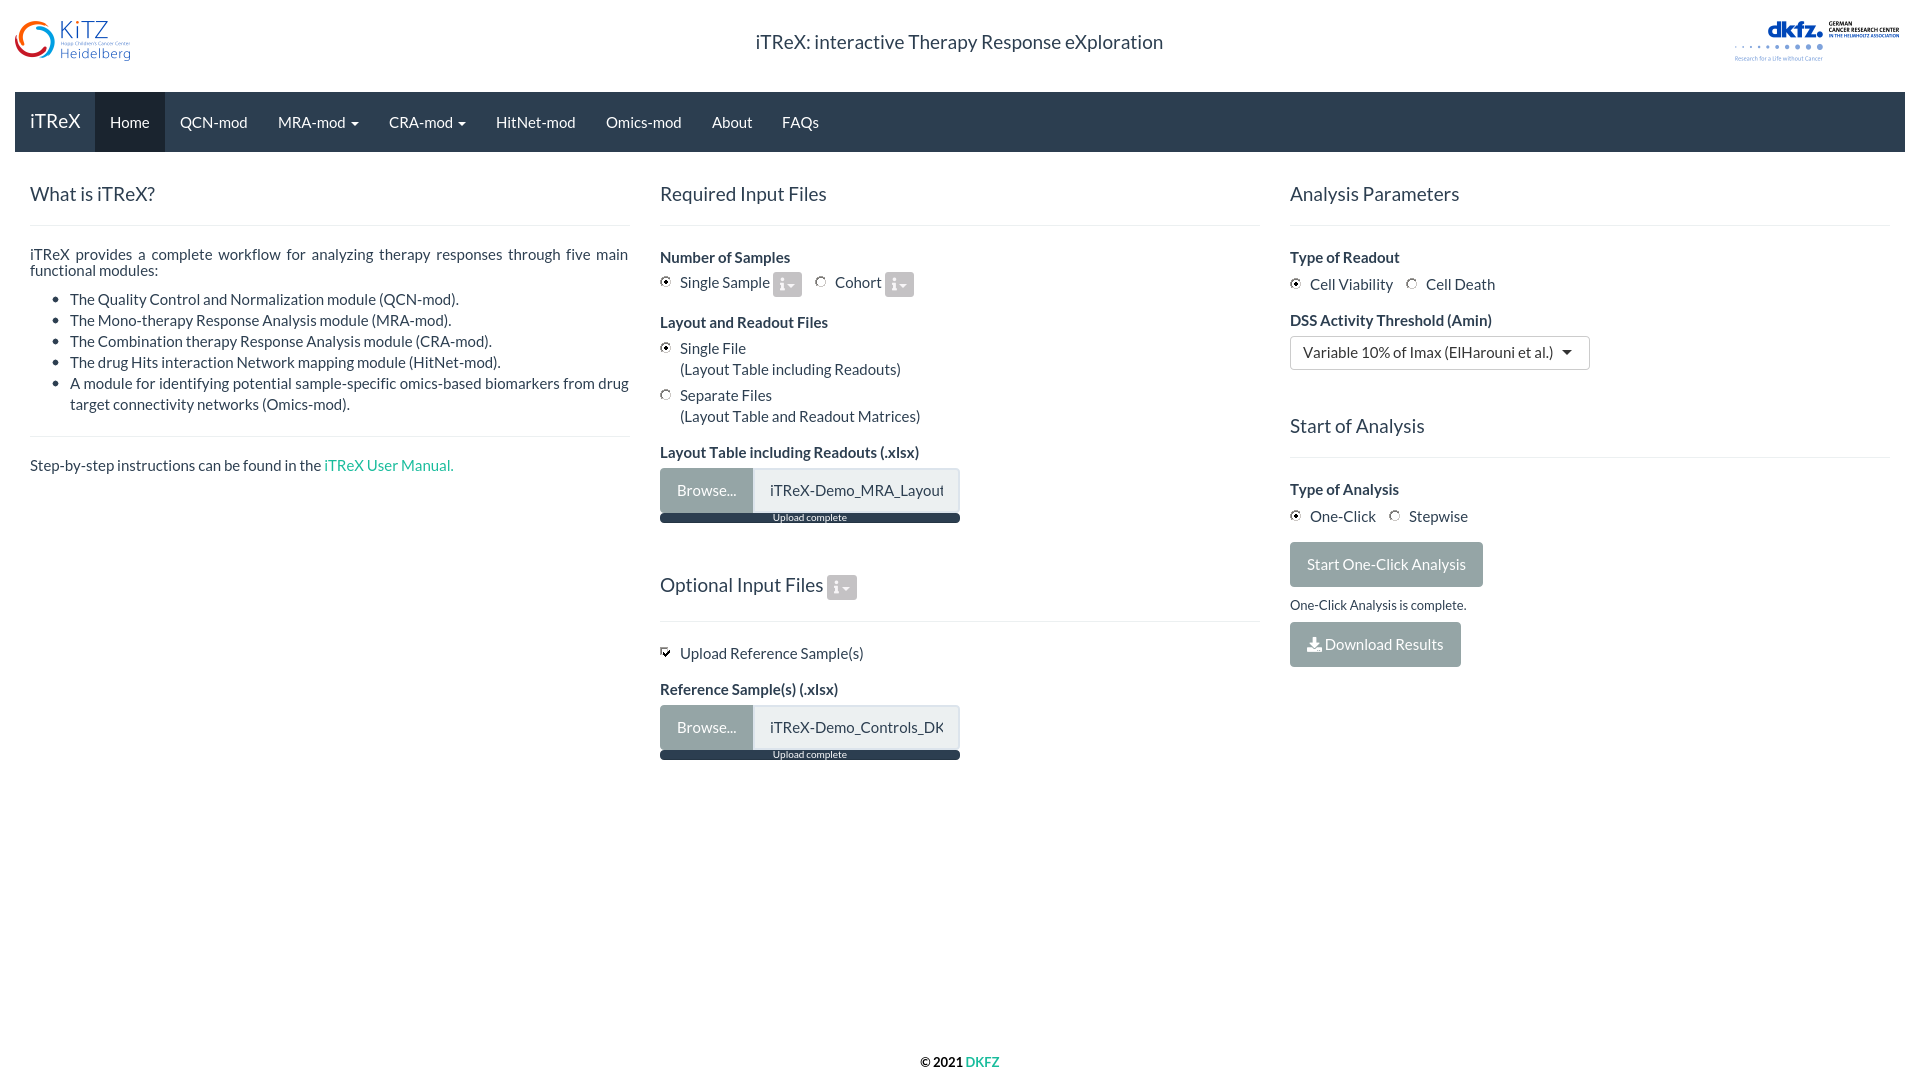 KiTZ
Hopp Children's Cancer Center
Heidelberg
iTReX: interactive Therapy Response eXploration
dkfz.
GERMAN
CANCER RESEARCH CENTER
IN THE HELMHOLTZ ASSOCIATION
Research for a Life without Cancer
iTReX Home QCN-mod MRA-mod CRA-mod HitNet-mod Omics-mod About FAQs
What is iTReX?
iTReX provides a complete workflow for analyzing therapy responses through five main
functional modules:
• The Quality Control and Normalization module (QCN-mod).
• The Mono-therapy Response Analysis module (MRA-mod).
• The Combination therapy Response Analysis module (CRA-mod).
• The drug Hits interaction Network mapping module (HitNet-mod).
• A module for identifying potential sample-specific omics-based biomarkers from drug
target connectivity networks (Omics-mod).
Step-by-step instructions can be found in the iTReX User Manual.
Required Input Files
Number of Samples
Single Sample i Cohort i
Layout and Readout Files
Single File
(Layout Table including Readouts)
Separate Files
(Layout Table and Readout Matrices)
Layout Table including Readouts (.xlsx)
Browse... iTReX-Demo_MRA_Layout
Upload complete
Optional Input Files i
Upload Reference Sample(s)
Reference Sample(s) (.xlsx)
Browse... iTReX-Demo_Controls_DK
Upload complete
Analysis Parameters
Type of Readout
Cell Viability Cell Death
DSS Activity Threshold (Amin)
Variable 10% of Imax (ElHarouni et al.)
Start of Analysis
Type of Analysis
One-Click Stepwise
Start One-Click Analysis
One-Click Analysis is complete.
Download Results
© 2021 DKFZ